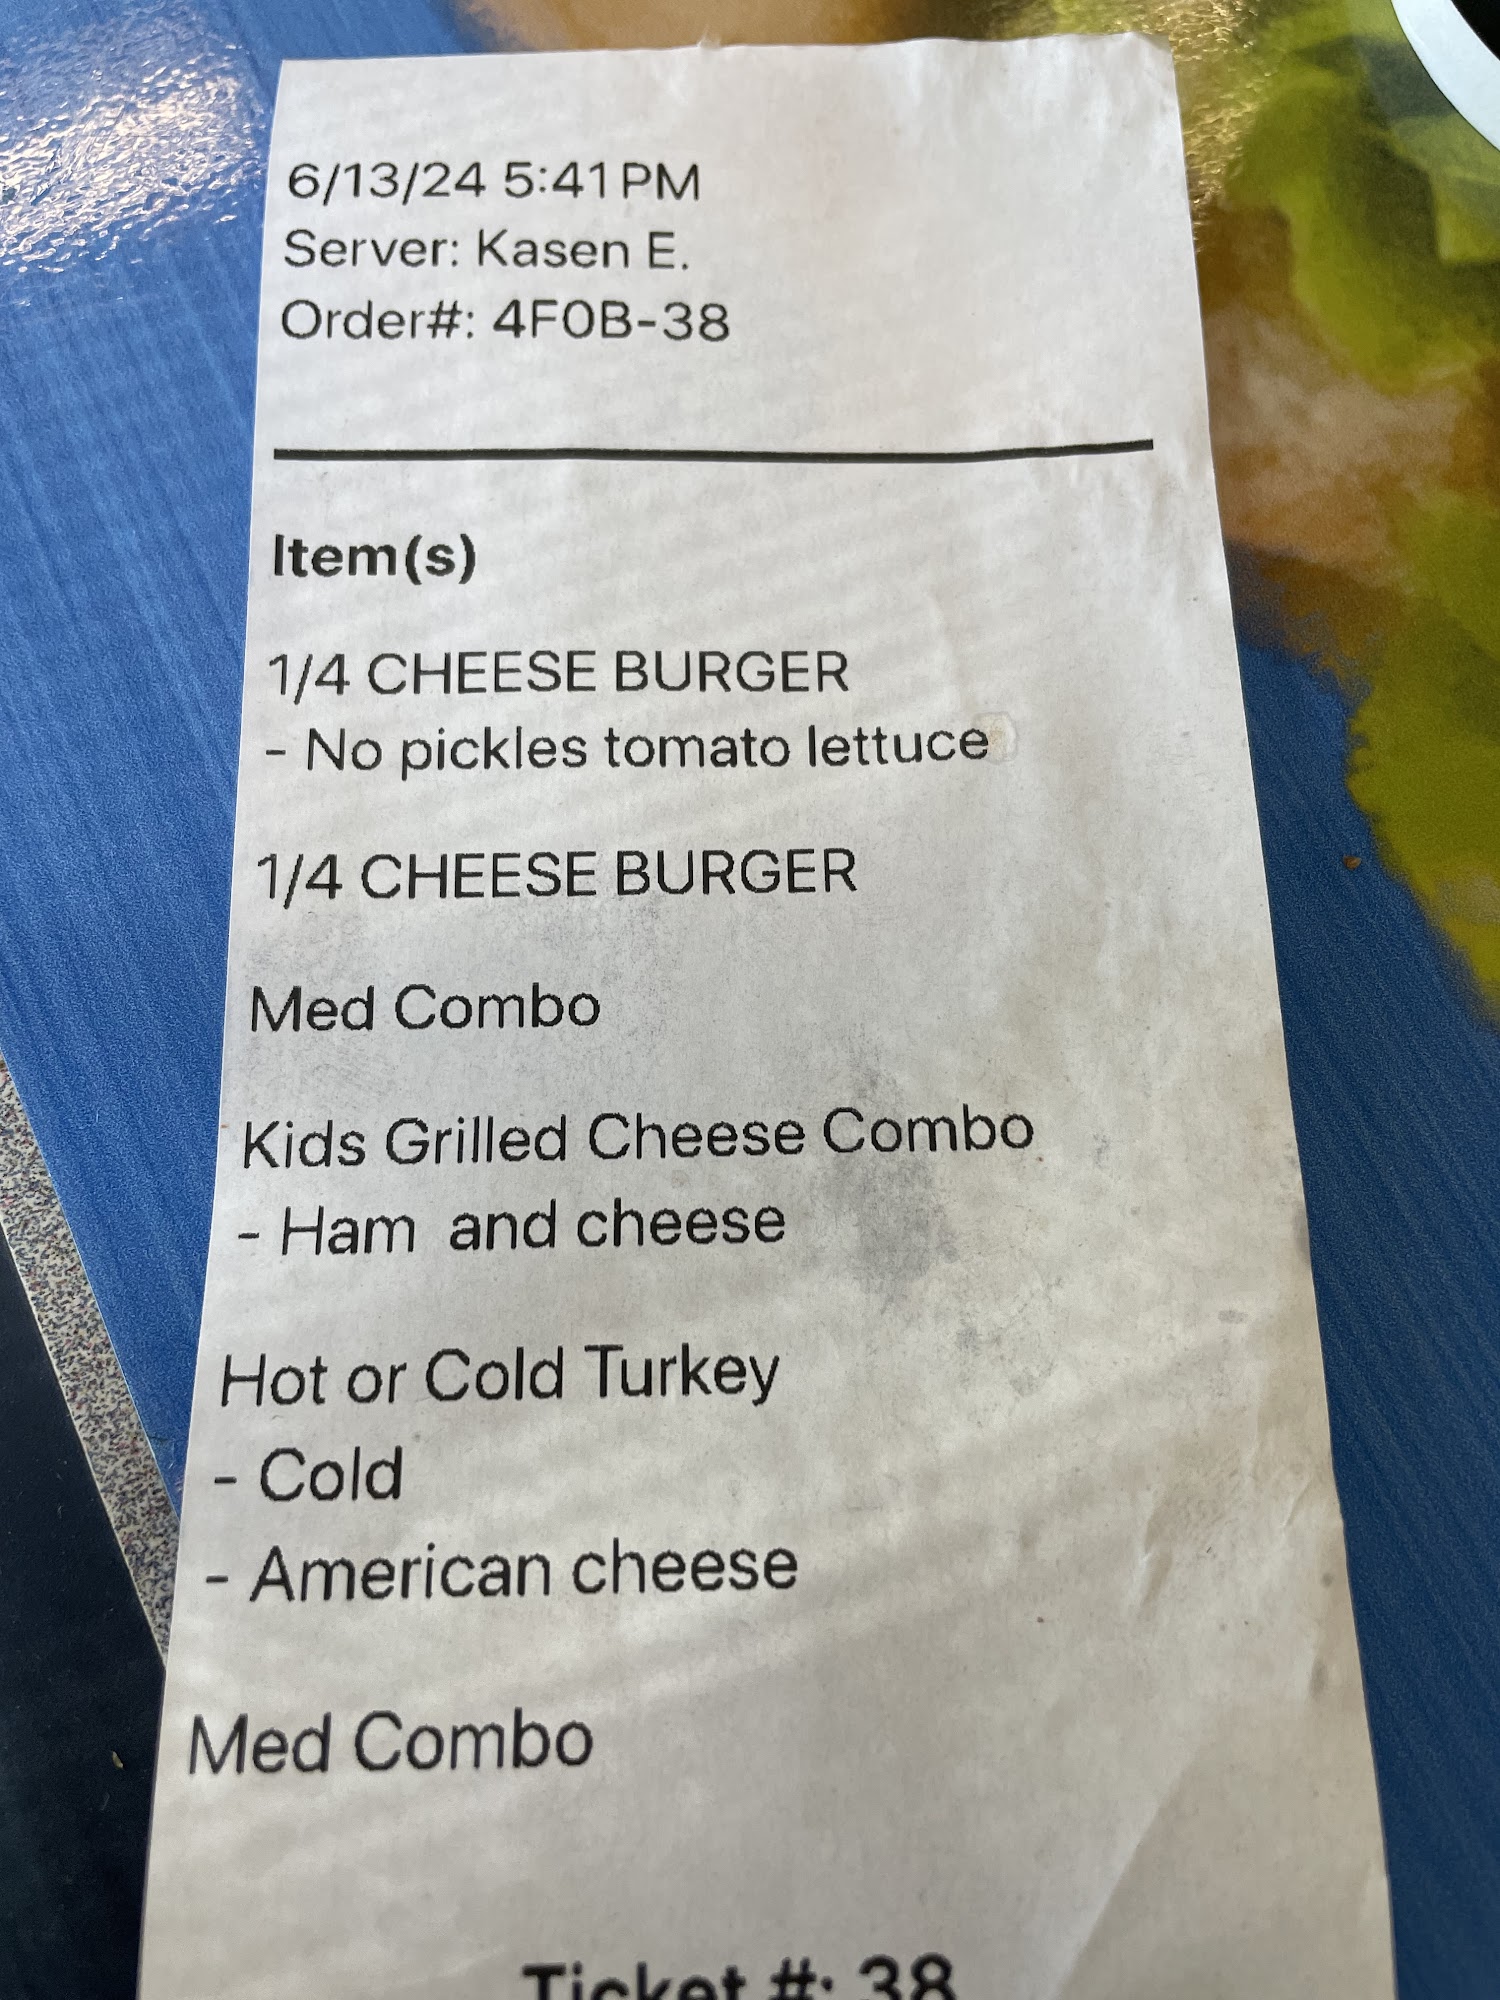 6/13/24 5:41 PM
Server: Kasen E.
Order#: 4F0B-38
Item(s)
1/4 CHEESE BURGER
- No pickles tomato lettuce
1/4 CHEESE BURGER
Med Combo
Kids Grilled Cheese Combo
- Ham  and cheese
Hot or Cold Turkey
- Cold
- American cheese
Med Combo
Ticket #: 38